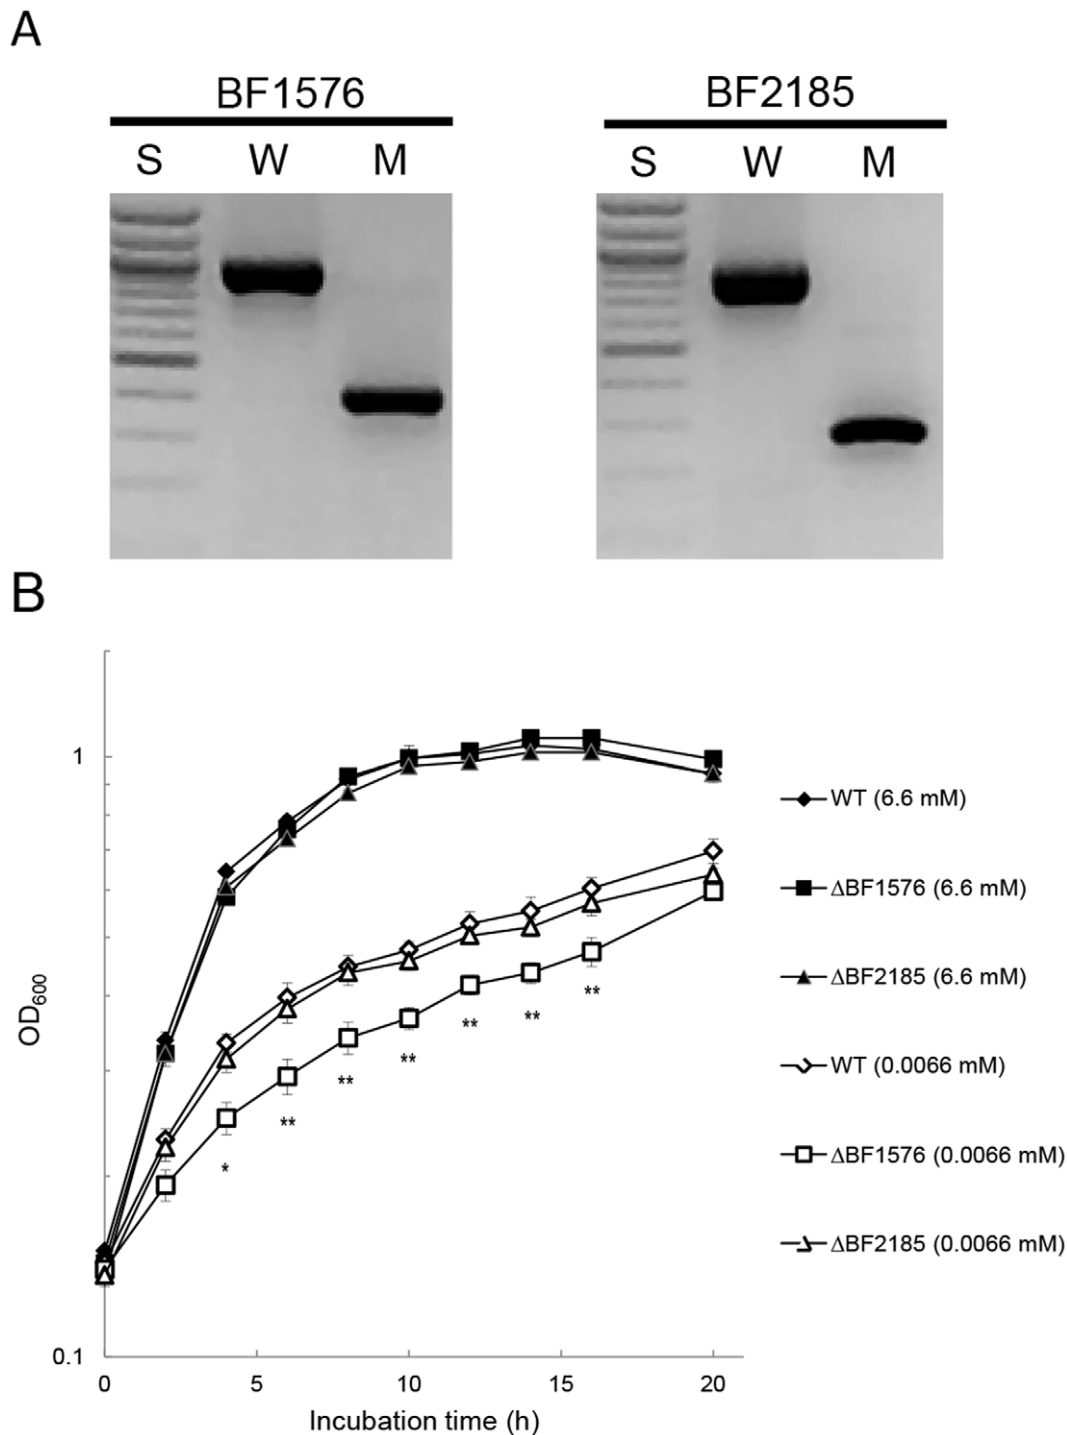 A
BF1576
S W M
BF2185
S W M
B
OD600
1
0.1
*
**
**
**
**
**
**
0 5 10 15 20
Incubation time (h)
WT (6.6 mM)
ΔBF1576 (6.6 mM)
ΔBF2185 (6.6 mM)
WT (0.0066 mM)
ΔBF1576 (0.0066 mM)
ΔBF2185 (0.0066 mM)